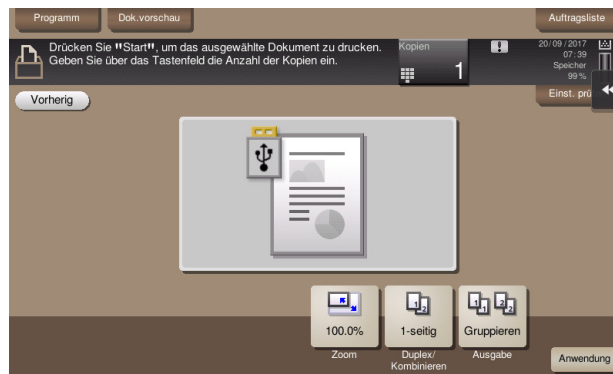 Programm
Dok.vorschau
Auftragsliste
Drücken Sie "Start", um das ausgewählte Dokument zu drucken.
Geben Sie über das Tastenfeld die Anzahl der Kopien ein.
Kopien
1
20/09/2017
07:39
Speicher
99%
Vorherig
Einst. prü
100.0%
1-seitig
Gruppieren
Zoom
Duplex/
Kombinieren
Ausgabe
Anwendung